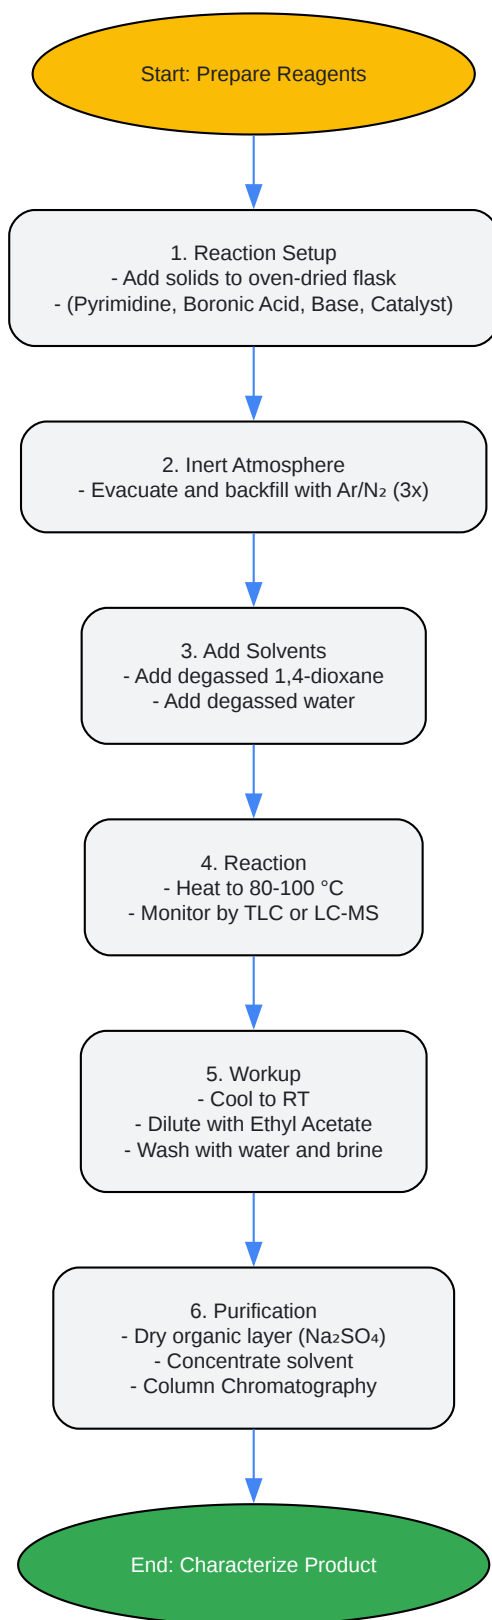 Start: Prepare Reagents
1. Reaction Setup
- Add solids to oven-dried flask
- (Pyrimidine, Boronic Acid, Base, Catalyst)
2. Inert Atmosphere
- Evacuate and backfill with Ar/N₂ (3x)
3. Add Solvents
- Add degassed 1,4-dioxane
- Add degassed water
4. Reaction
- Heat to 80-100 °C
- Monitor by TLC or LC-MS
5. Workup
- Cool to RT
- Dilute with Ethyl Acetate
- Wash with water and brine
6. Purification
- Dry organic layer (Na₂SO₄)
- Concentrate solvent
- Column Chromatography
End: Characterize Product